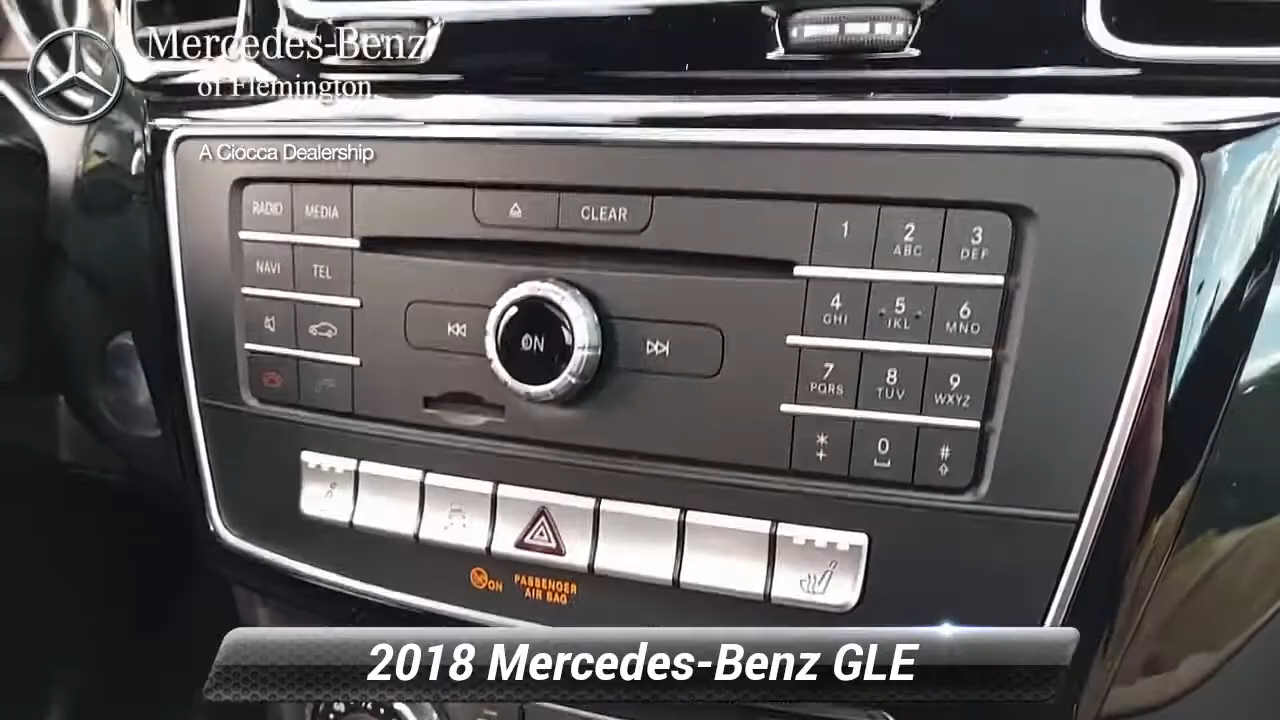 Mercedes-Benz
of Flemington
A Ciocca Dealership
RADIO MEDIA
CLEAR
1 2 ABC 3 DEF
NAVI TEL
4 GHI 5 JKL 6 MNO
ON
7 PQRS 8 TUV 9 WXYZ
* + 0 #
ON PASSENGER
AIR BAG
2018 Mercedes-Benz GLE